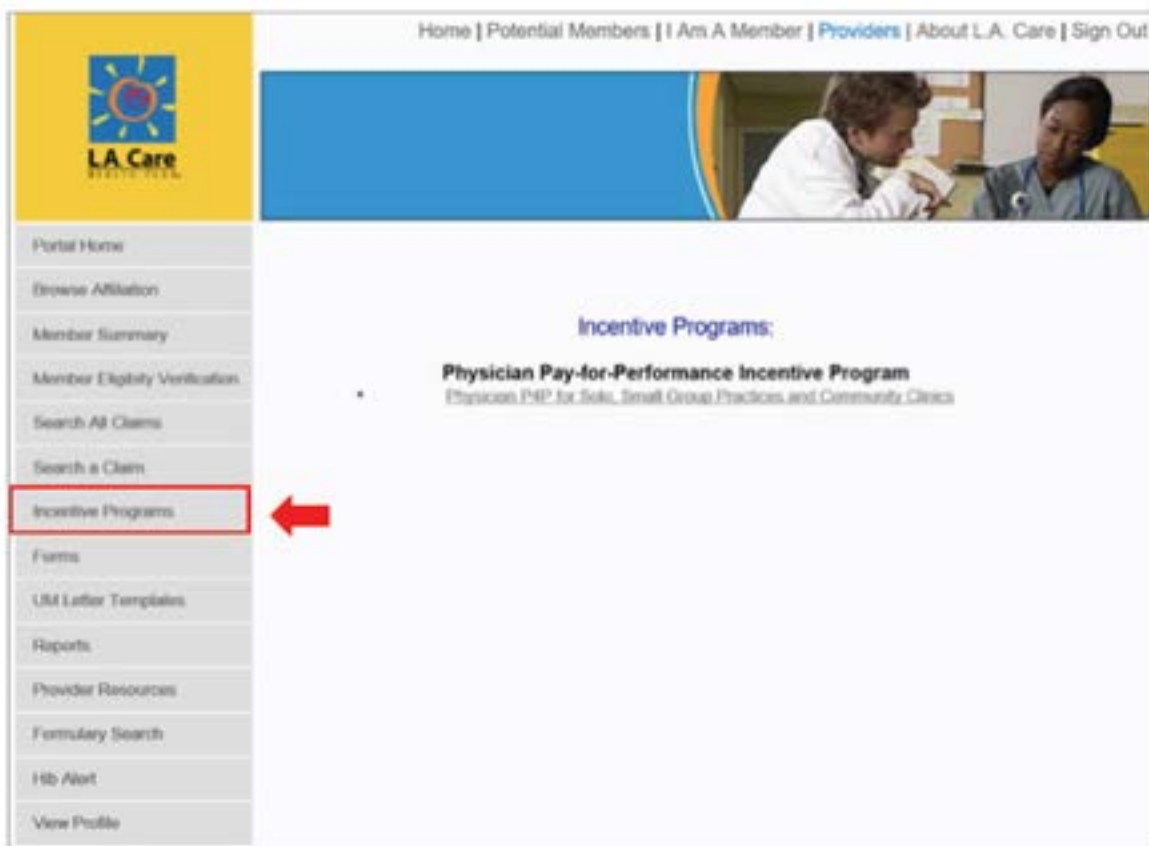 Home | Potential Members | I Am A Member | Providers | About L.A. Care | Sign Out
L.A. Care
HEALTH PLAN
Portal Home
Browse Affiliation
Member Summary
Member Eligibity Verification
Search All Claims
Search a Claim
Incentive Programs
Forms
UM Letter Templates
Reports
Provider Resources
Formulary Search
Hib Alert
View Profile
Incentive Programs:
Physician Pay-for-Performance Incentive Program
Physician P4P for Solo, Small Group Practices and Community Clinics